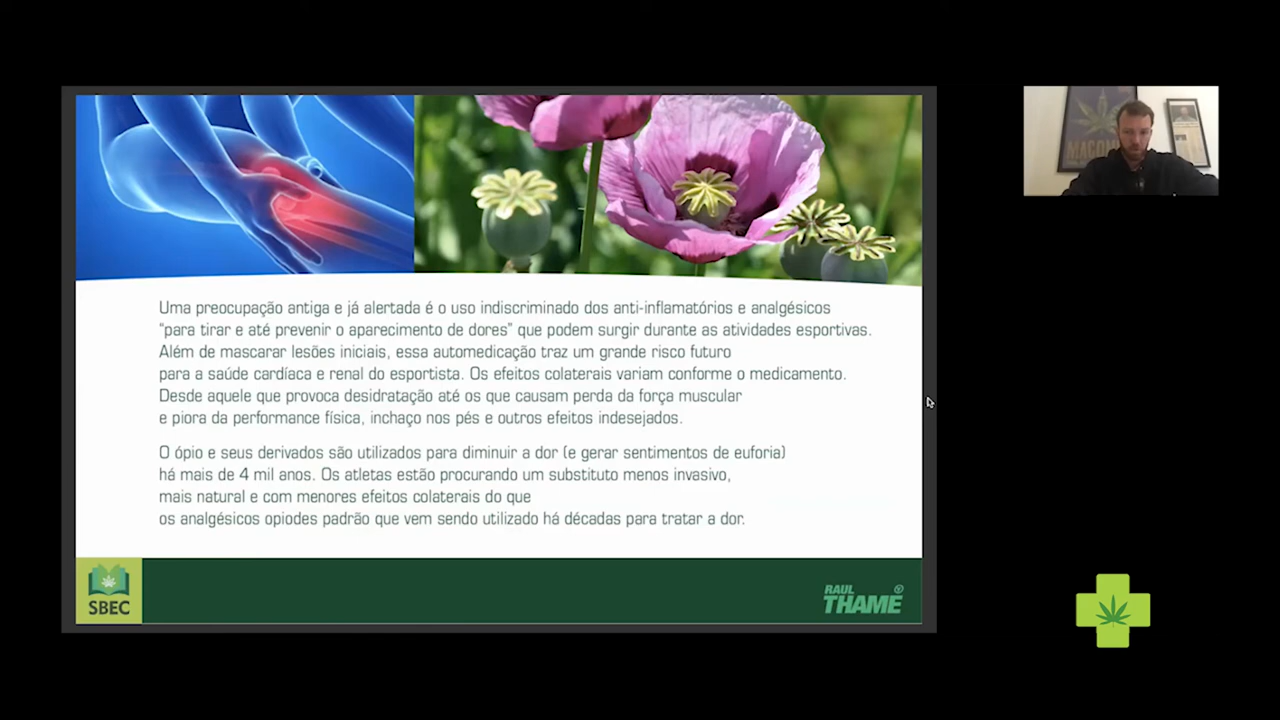 Uma preocupação antiga e já alertada é o uso indiscriminado dos anti-inflamatórios e analgésicos
“para tirar e até prevenir o aparecimento de dores” que podem surgir durante as atividades esportivas.
Além de mascarar lesões iniciais, essa automedicação traz um grande risco futuro
para a saúde cardíaca e renal do esportista. Os efeitos colaterais variam conforme o medicamento.
Desde aquele que provoca desidratação até os que causam perda da força muscular
e piora da performance física, inchaço nos pés e outros efeitos indesejados.
O ópio e seus derivados são utilizados para diminuir a dor (e gerar sentimentos de euforia)
há mais de 4 mil anos. Os atletas estão procurando um substituto menos invasivo,
mais natural e com menores efeitos colaterais do que
os analgésicos opiodes padrão que vem sendo utilizado há décadas para tratar a dor.
SBEC
RAUL
THAME